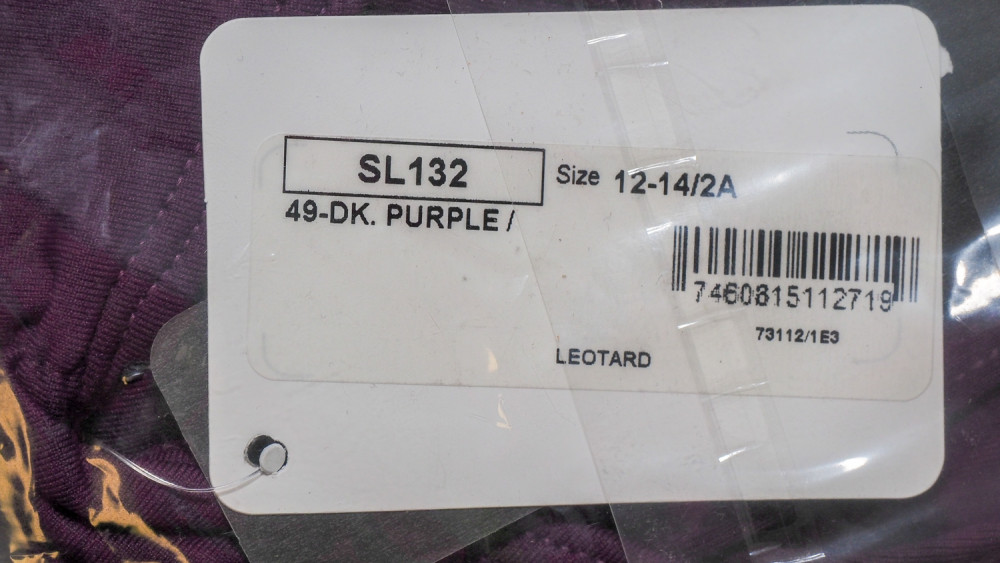 SL132
Size 12-14/2A
49-DK. PURPLE /
7460815112719
73112/1E3
LEOTARD